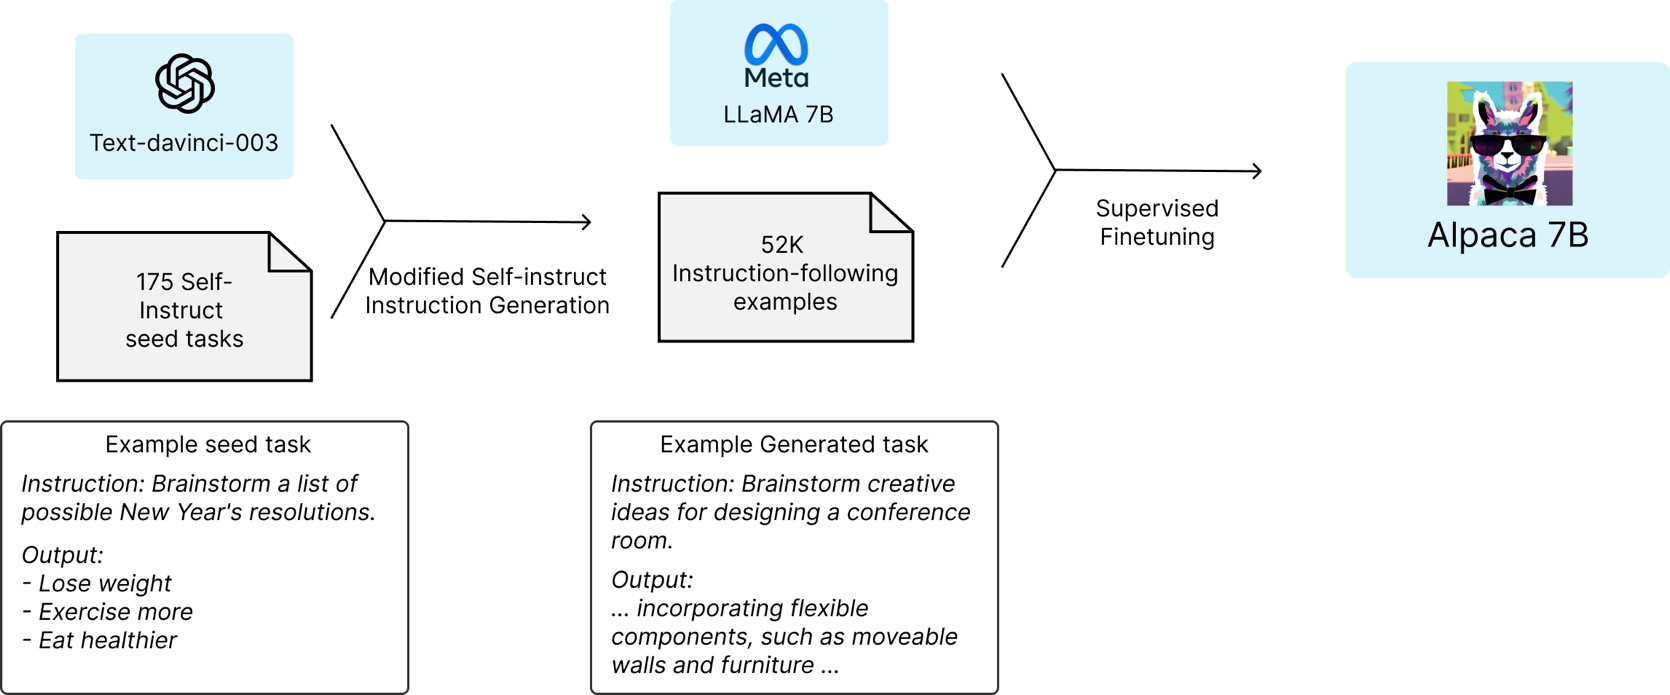 Text-davinci-003
175 Self-
Instruct
seed tasks
Modified Self-instruct
Instruction Generation
Meta
LLaMA 7B
52K
Instruction-following
examples
Supervised
Finetuning
Alpaca 7B
Example seed task
Instruction: Brainstorm a list of
possible New Year's resolutions.
Output:
- Lose weight
- Exercise more
- Eat healthier
Example Generated task
Instruction: Brainstorm creative
ideas for designing a conference
room.
Output:
... incorporating flexible
components, such as moveable
walls and furniture ...